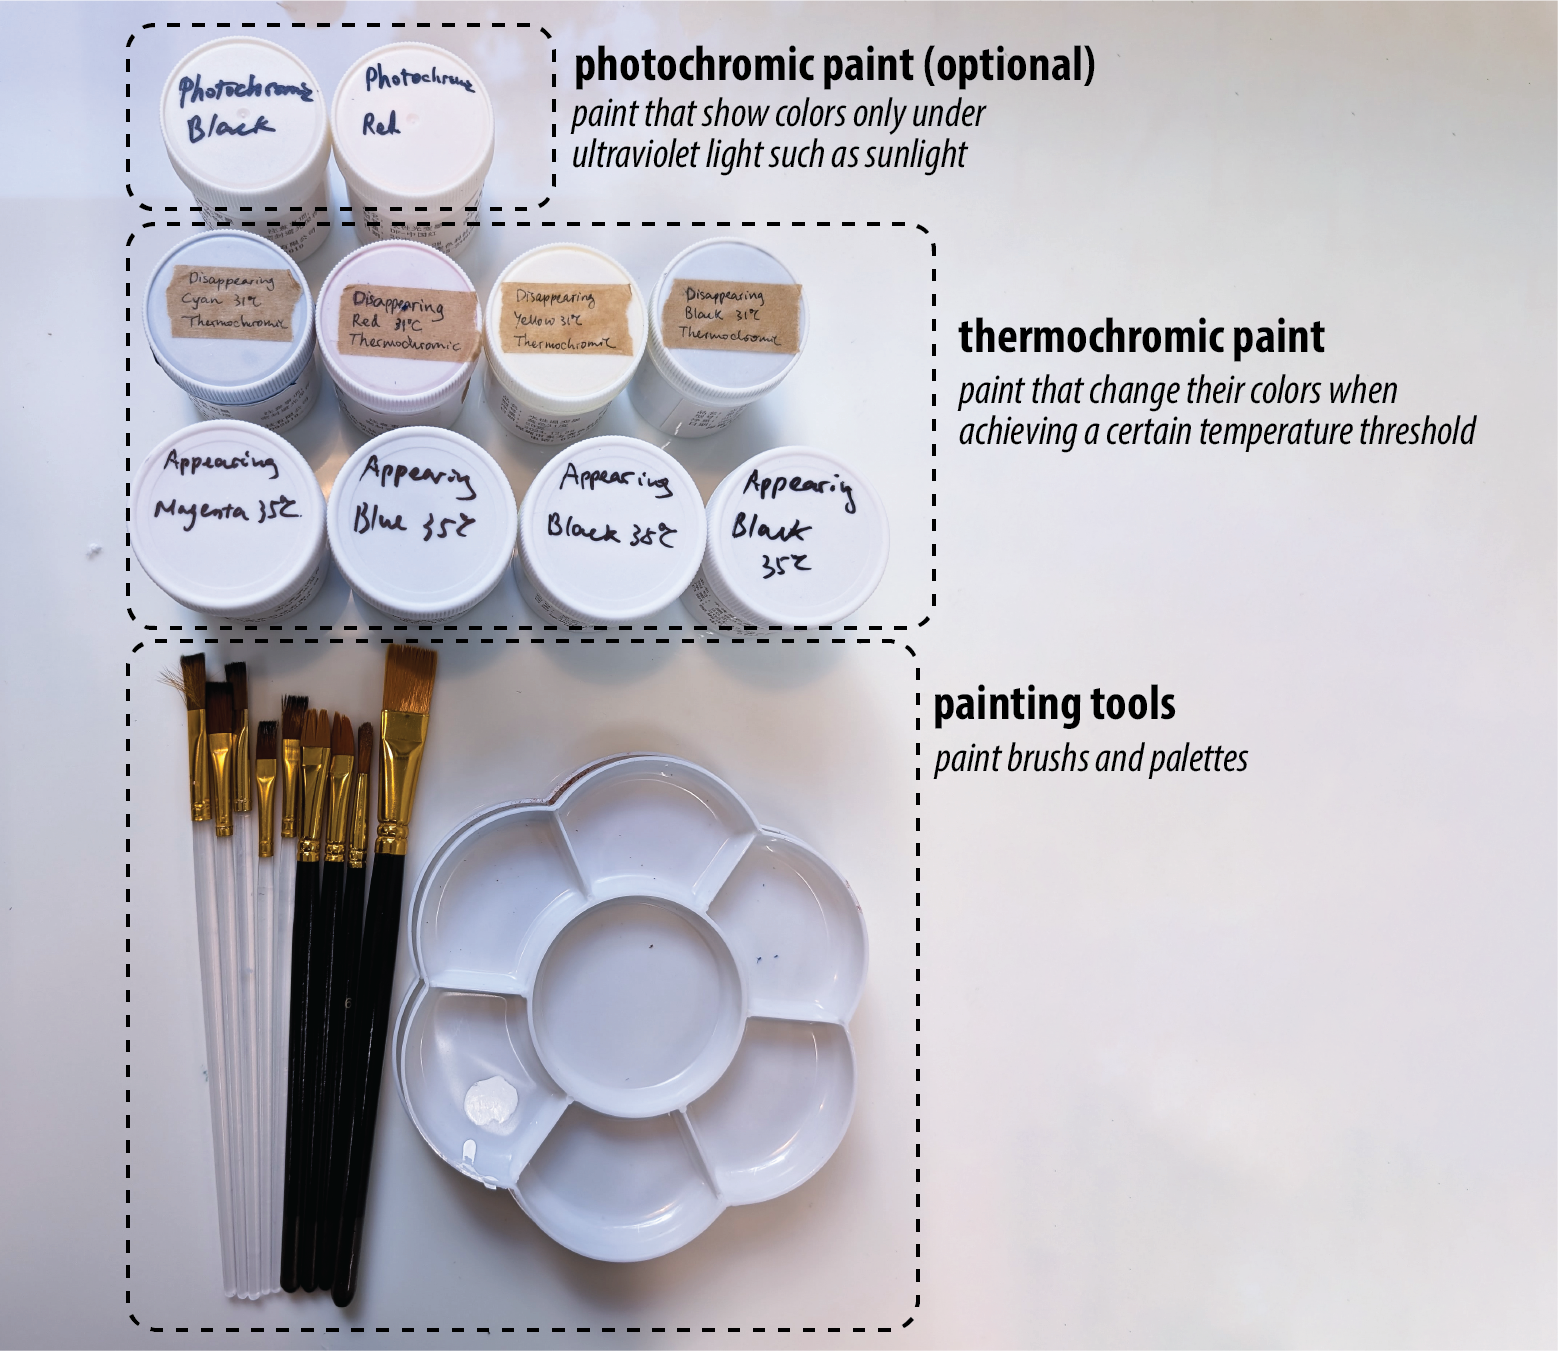 photochromic paint (optional)
paint that show colors only under
ultraviolet light such as sunlight
Photochromic
Black
Photochromic
Red
thermochromic paint
paint that change their colors when
achieving a certain temperature threshold
Disappearing
Cyan 31℃
Thermochromic
Disappearing
Red 31℃
Thermochromic
Disappearing
Yellow 31℃
Thermochromic
Disappearing
Black 31℃
Thermochromic
Appearing
Magenta 35℃
Appearing
Blue 35℃
Appearing
Black 35℃
Appearing
Black
35℃
painting tools
paint brushs and palettes
6